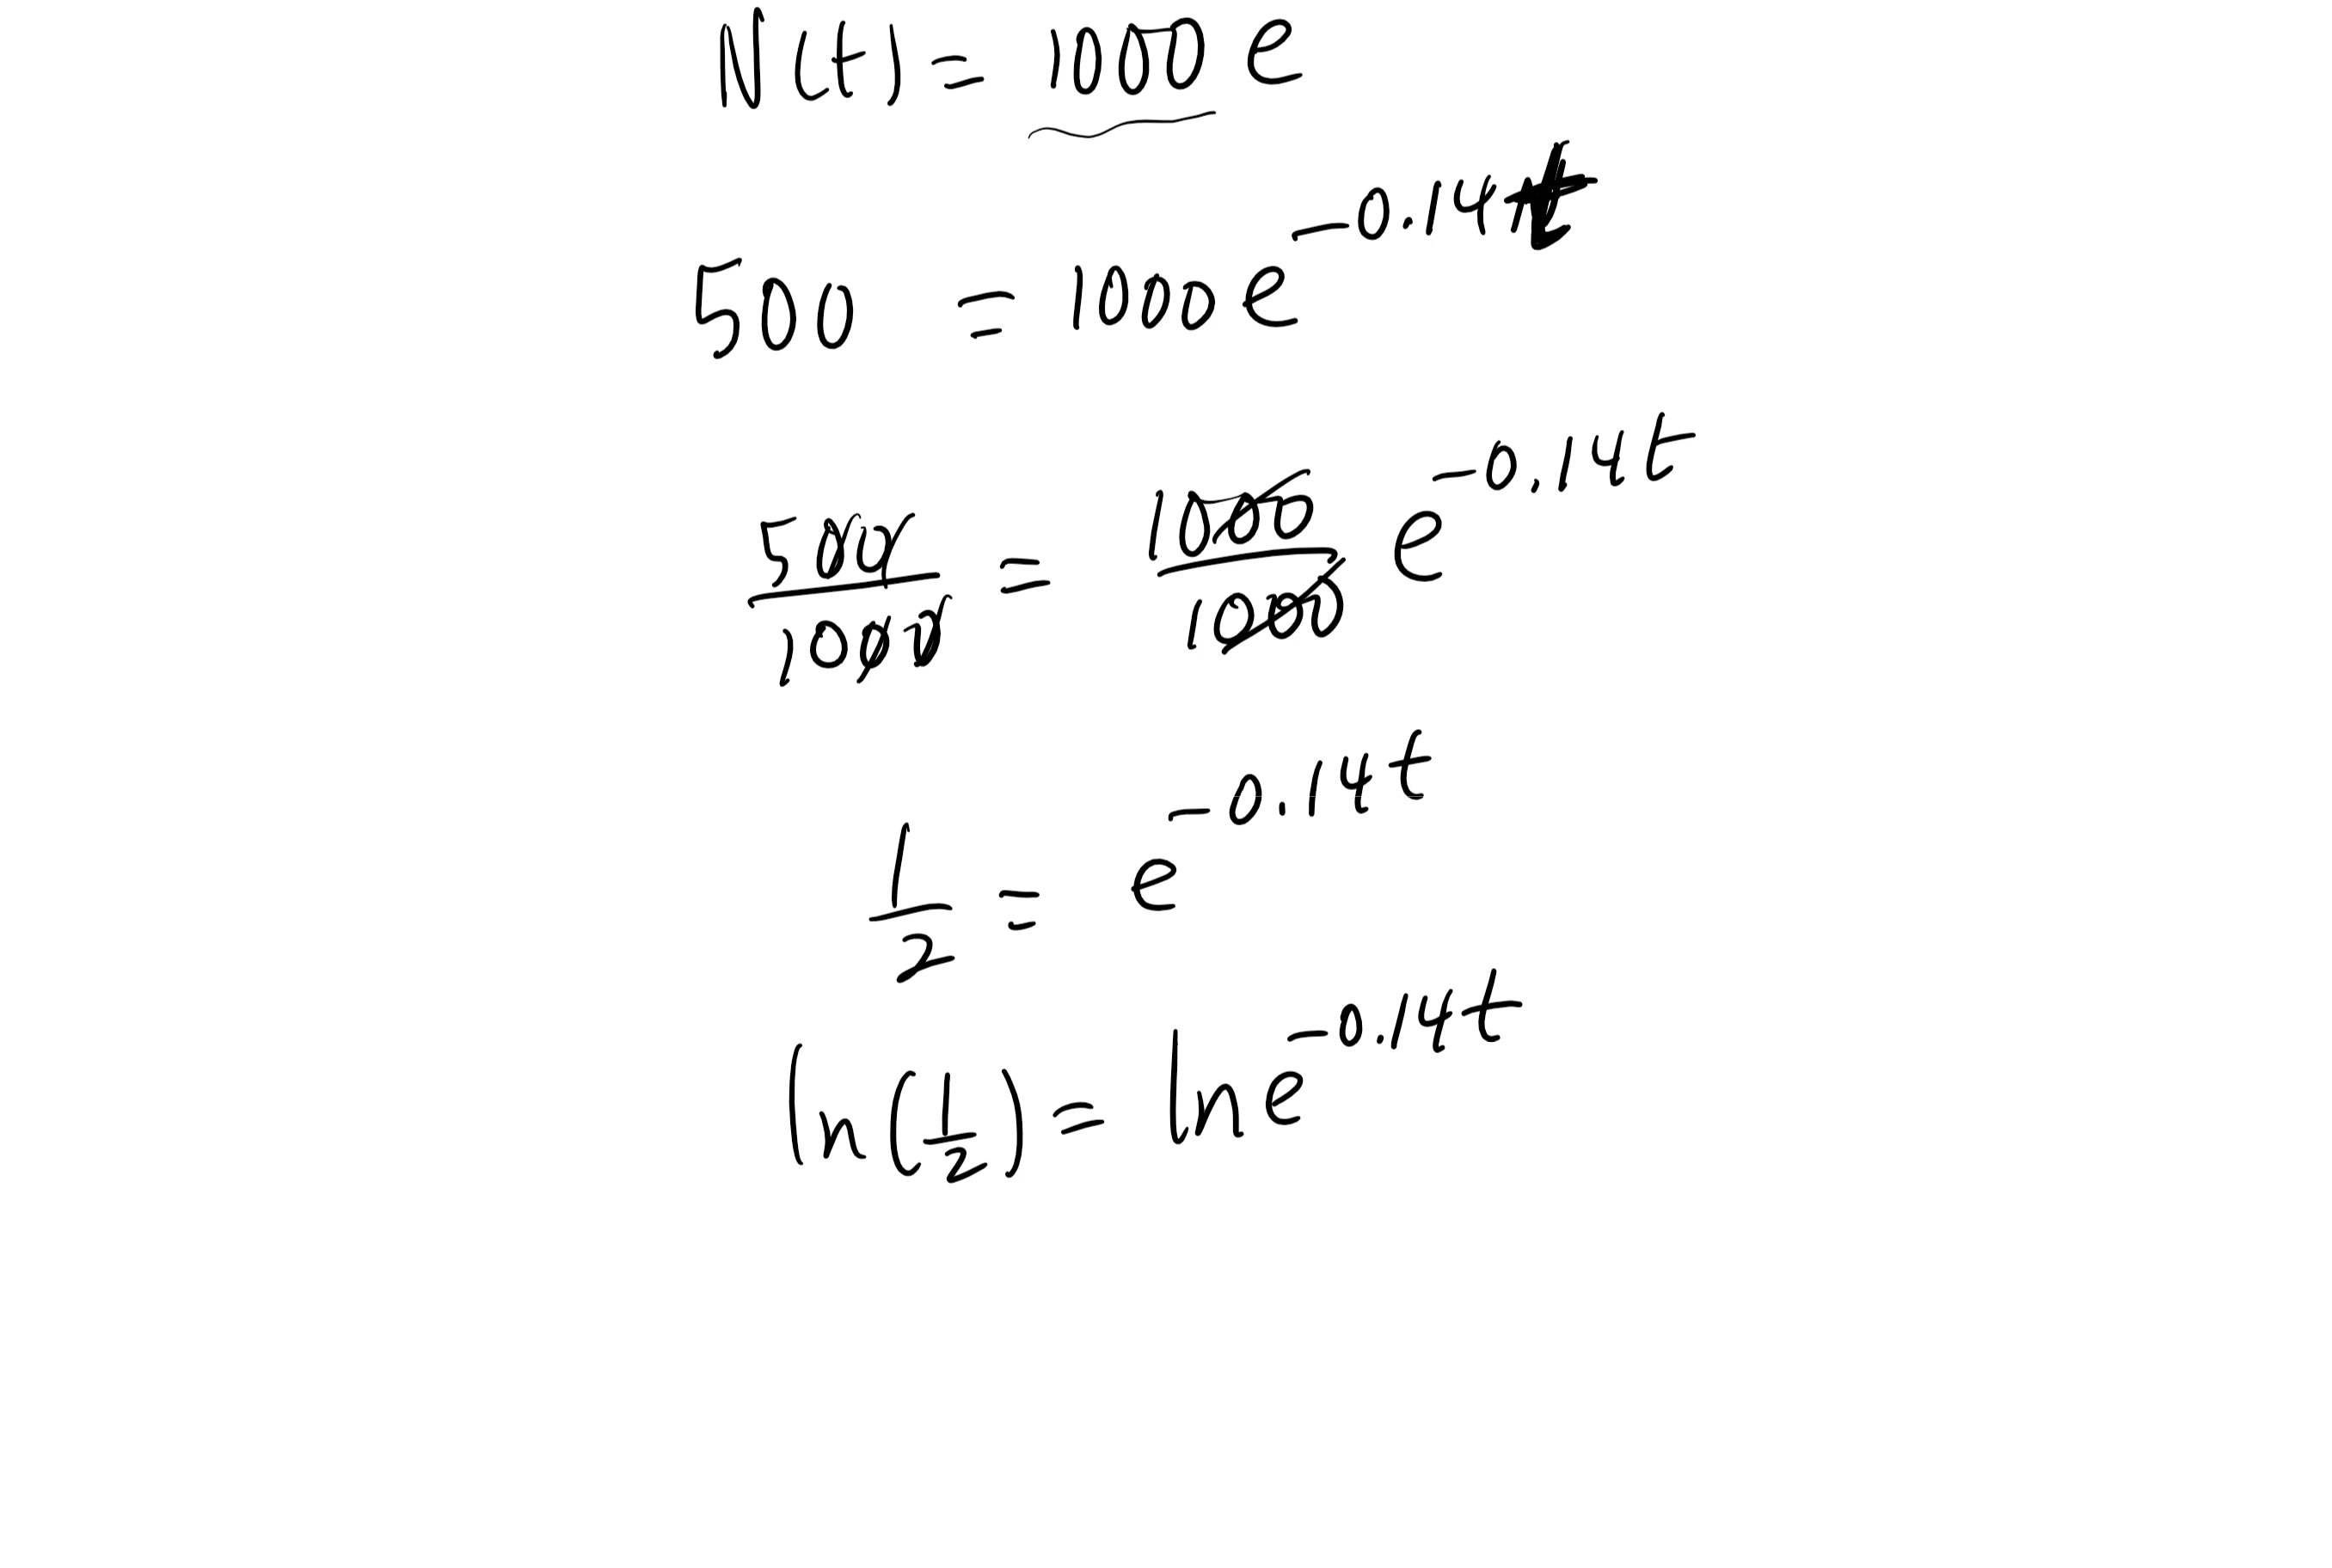 N(t) = 1000 e
500 = 1000 e^-0.14t
500/1000 = 1000/1000 e^-0.14t
1/2 = e^-0.14t
ln(1/2) = ln e^-0.14t